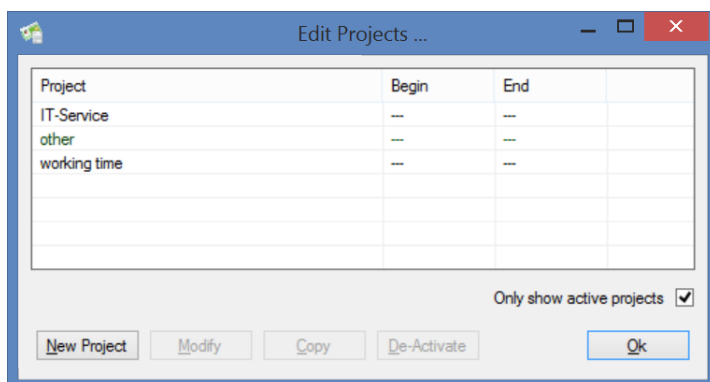 Edit Projects ...
Project Begin End
IT-Service --- ---
other --- ---
working time --- ---
Only show active projects
New Project Modify Copy De-Activate Ok